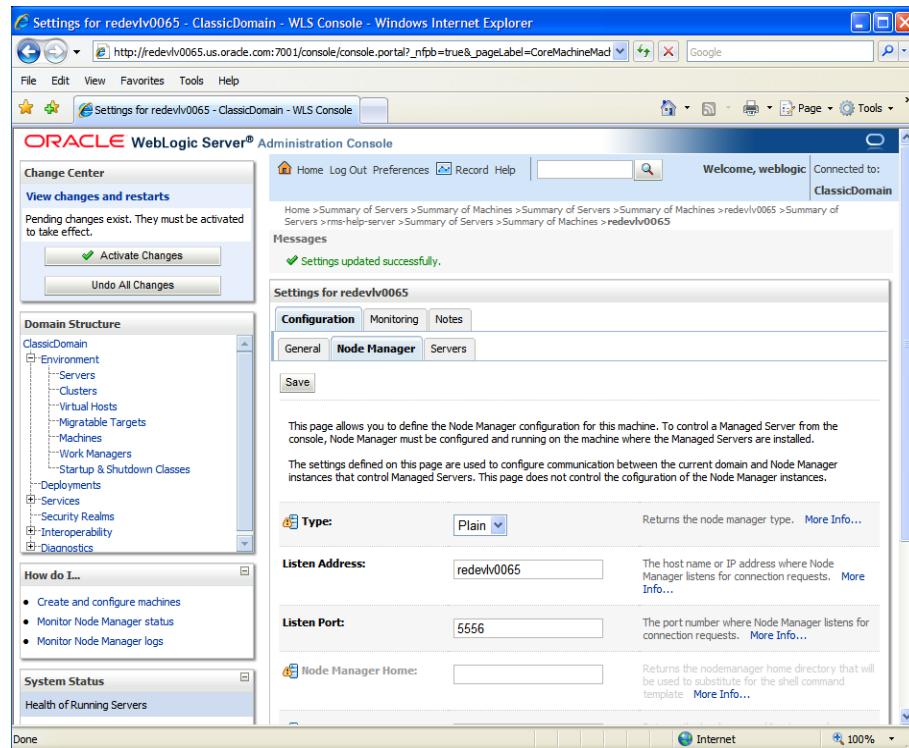 Settings for redevlv0065 - ClassicDomain - WLS Console - Windows Internet Explorer
http://redevlv0065.us.oracle.com:7001/console/console.portal?_nfpb=true&_pageLabel=CoreMachineMacl
Google
File Edit View Favorites Tools Help
Settings for redevlv0065 - ClassicDomain - WLS Console
Page Tools
ORACLE WebLogic Server® Administration Console
Change Center
View changes and restarts
Pending changes exist. They must be activated
to take effect.
Activate Changes
Undo All Changes
Domain Structure
ClassicDomain
Environment
Servers
Clusters
Virtual Hosts
Migratable Targets
Machines
Work Managers
Startup & Shutdown Classes
Deployments
Services
Security Realms
Interoperability
Diagnostics
How do I...
Create and configure machines
Monitor Node Manager status
Monitor Node Manager logs
System Status
Health of Running Servers
Home Log Out Preferences Record Help
Welcome, weblogic
Connected to:
ClassicDomain
Home >Summary of Servers >Summary of Machines >Summary of Servers >Summary of Machines >redevlv0065 >Summary of
Servers >rms-help-server >Summary of Servers >Summary of Machines >redevlv0065
Messages
Settings updated successfully.
Settings for redevlv0065
Configuration Monitoring Notes
General Node Manager Servers
Save
This page allows you to define the Node Manager configuration for this machine. To control a Managed Server from the
console, Node Manager must be configured and running on the machine where the Managed Servers are installed.
The settings defined on this page are used to configure communication between the current domain and Node Manager
instances that control Managed Servers. This page does not control the cofiguration of the Node Manager instances.
Type:
Plain
Returns the node manager type. More Info...
Listen Address:
redevlv0065
The host name or IP address where Node
Manager listens for connection requests. More
Info...
Listen Port:
5556
The port number where Node Manager listens for
connection requests. More Info...
Node Manager Home:
Returns the nodemanager home directory that will
be used to substitute for the shell command
template More Info...
Done
Internet
100%